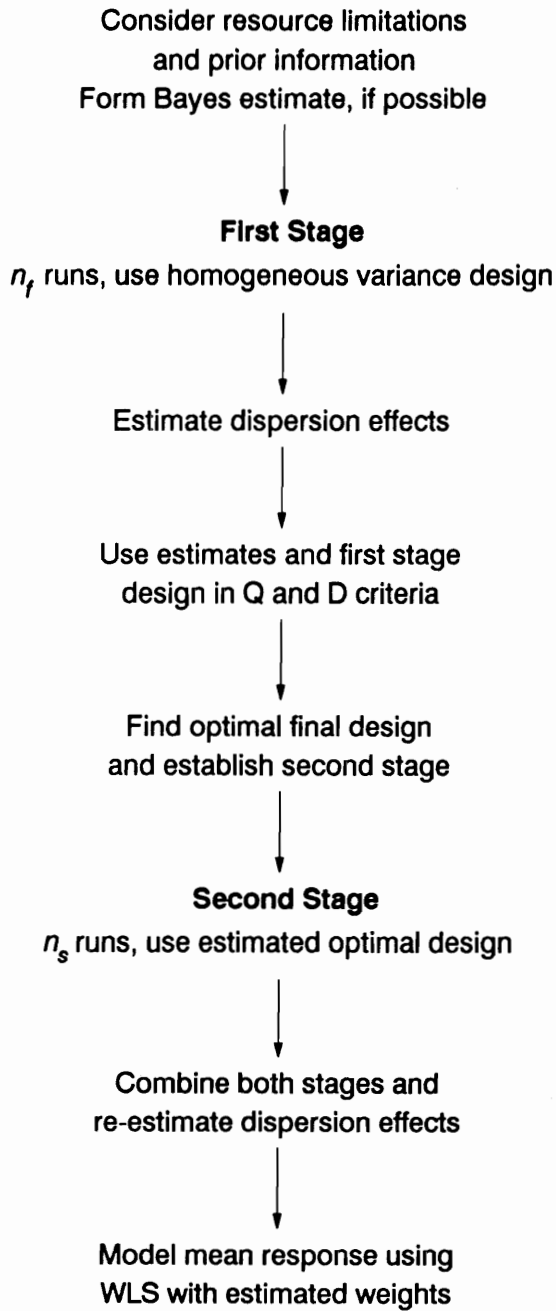 Consider resource limitations
and prior information
Form Bayes estimate, if possible
First Stage
n_f runs, use homogeneous variance design
Estimate dispersion effects
Use estimates and first stage
design in Q and D criteria
Find optimal final design
and establish second stage
Second Stage
n_s runs, use estimated optimal design
Combine both stages and
re-estimate dispersion effects
Model mean response using
WLS with estimated weights